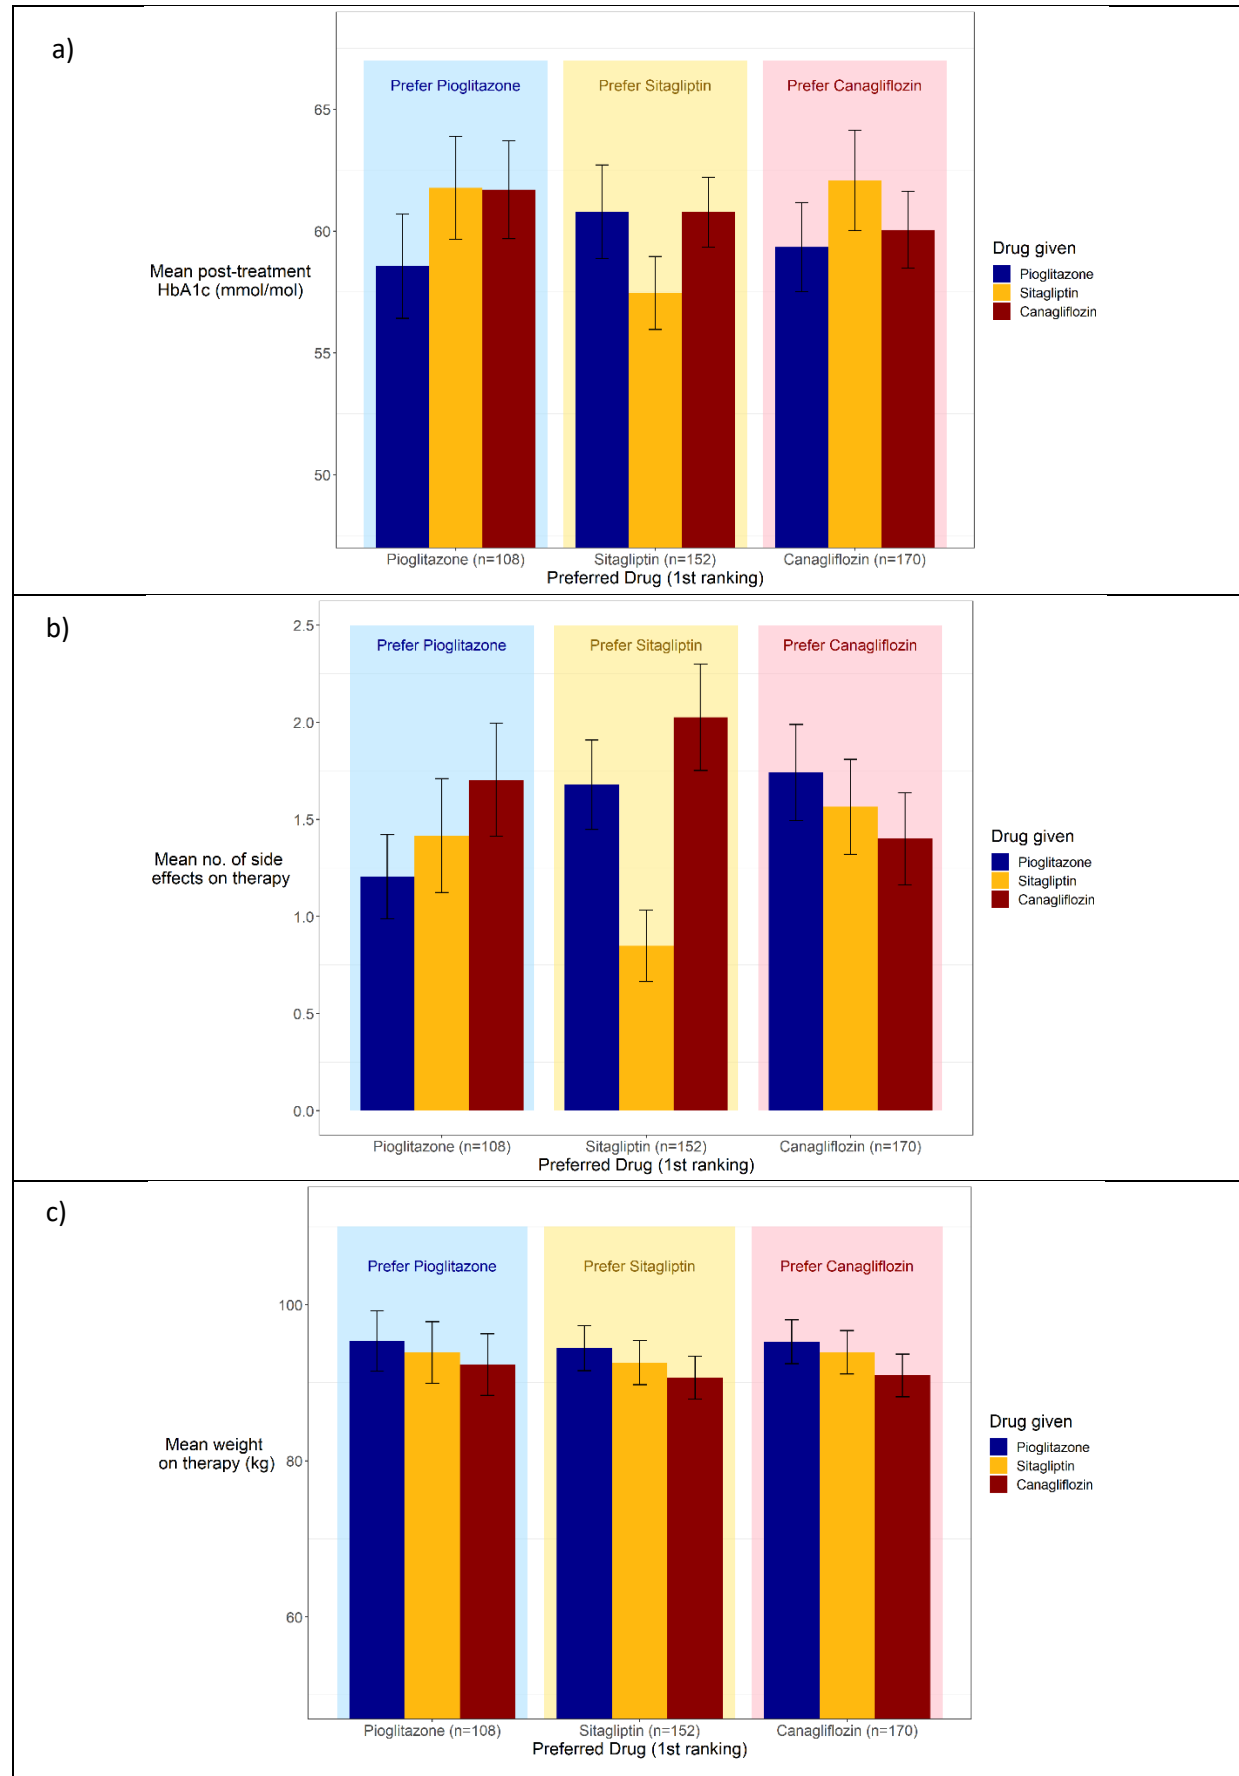 a)
Prefer Pioglitazone
Prefer Sitagliptin
Prefer Canagliflozin
65
60
55
50
Mean post-treatment
HbA1c (mmol/mol)
Drug given
Pioglitazone
Sitagliptin
Canagliflozin
Pioglitazone (n=108)
Sitagliptin (n=152)
Canagliflozin (n=170)
Preferred Drug (1st ranking)
b)
2.5
Prefer Pioglitazone
Prefer Sitagliptin
Prefer Canagliflozin
2.0
1.5
1.0
0.5
0.0
Mean no. of side
effects on therapy
Drug given
Pioglitazone
Sitagliptin
Canagliflozin
Pioglitazone (n=108)
Sitagliptin (n=152)
Canagliflozin (n=170)
Preferred Drug (1st ranking)
c)
Prefer Pioglitazone
Prefer Sitagliptin
Prefer Canagliflozin
100
80
60
Mean weight
on therapy (kg)
Drug given
Pioglitazone
Sitagliptin
Canagliflozin
Pioglitazone (n=108)
Sitagliptin (n=152)
Canagliflozin (n=170)
Preferred Drug (1st ranking)